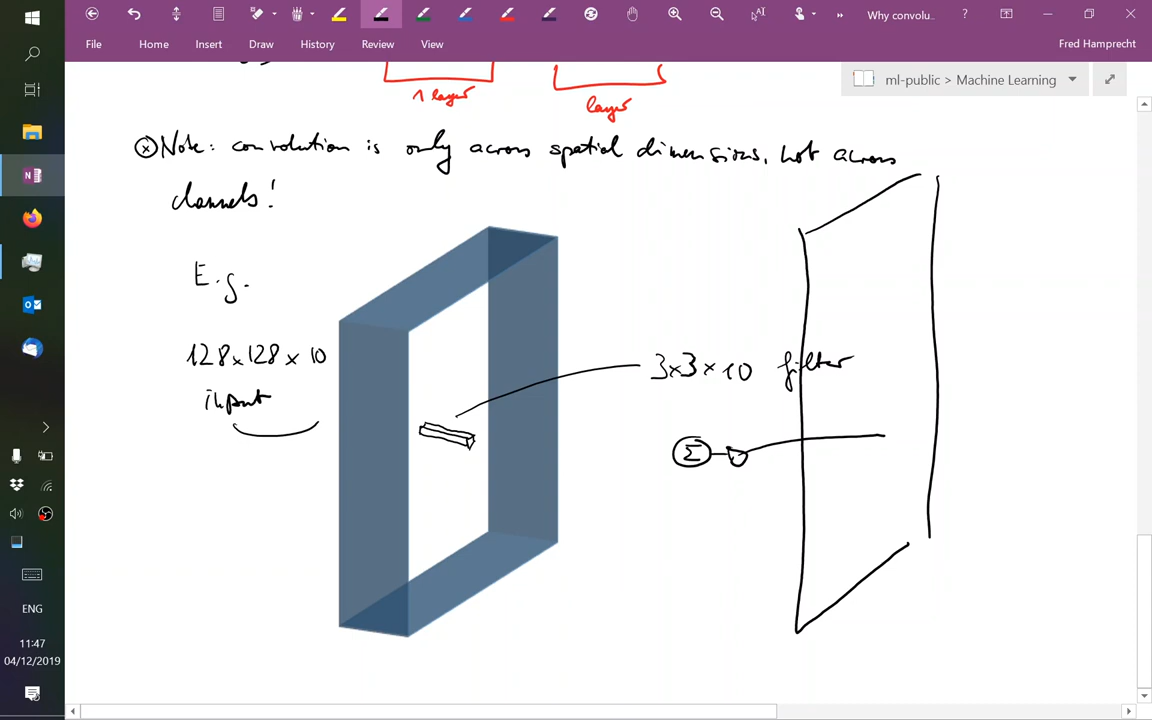 Why convolu..
?
Fred Hamprecht
File
Home
Insert
Draw
History
Review
View
ml-public > Machine Learning
1 layer
layer
Note: convolution is only across spatial dimensions, not across
channels!
E.g.
128x128 x 10
input
3x3x10 filter
Σ
ENG
11:47
04/12/2019